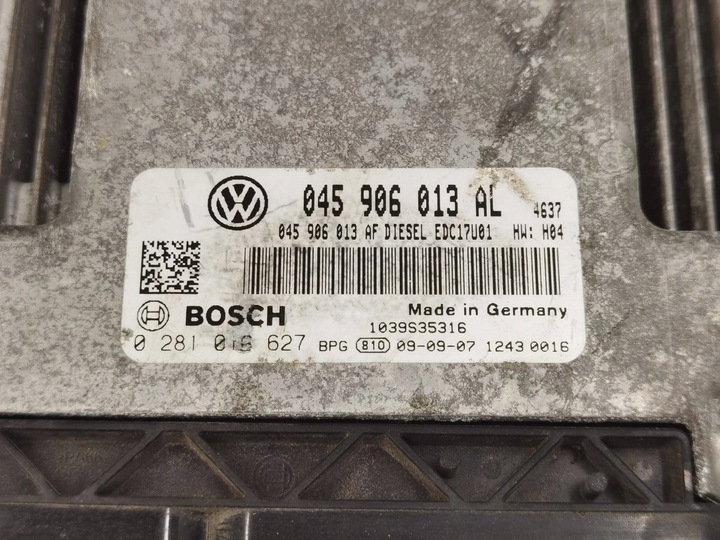 045 906 013 AL 4637
045 906 013 AF DIESEL EDC17U01 HW: H04
BOSCH Made in Germany
1039S35316
0 281 016 627 BPG 810 09-09-07 1243 0016